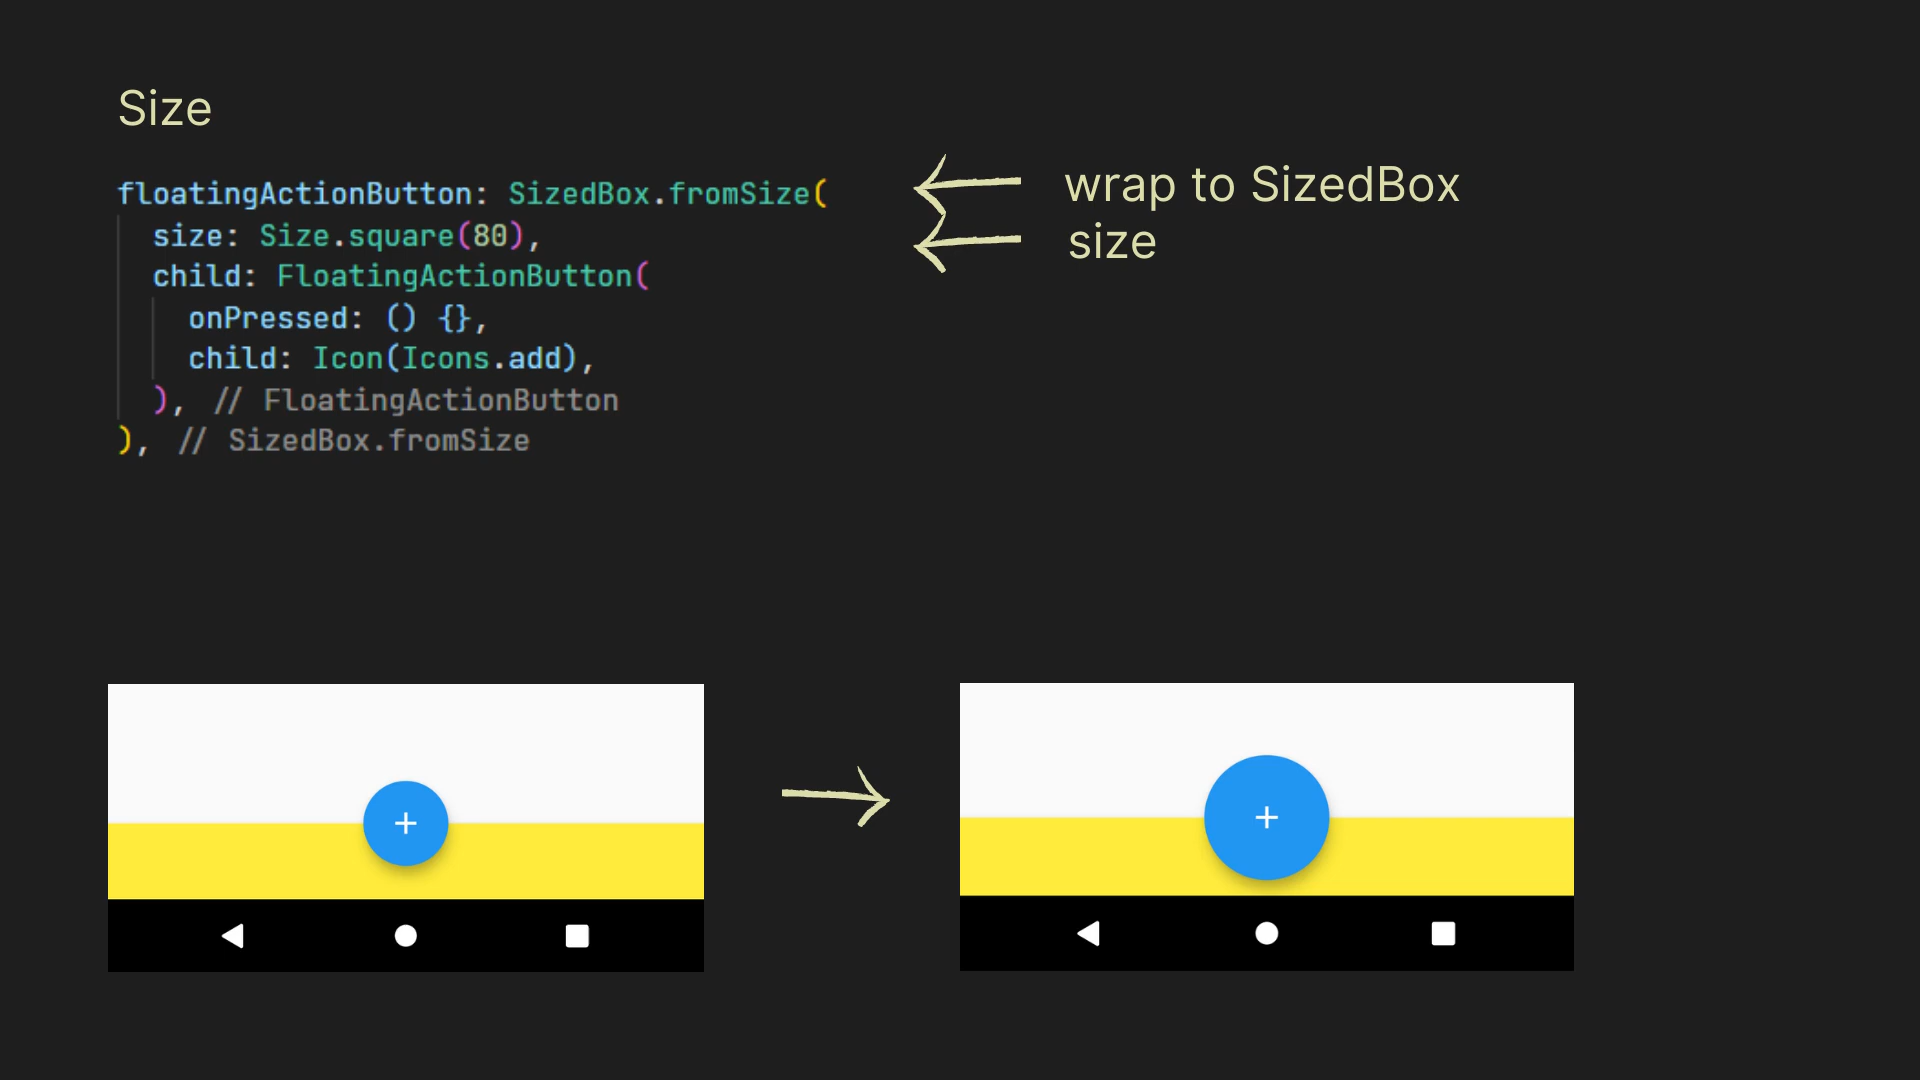 Size
floatingActionButton: SizedBox.fromSize(
size: Size.square(80),
child: FloatingActionButton(
onPressed: () {},
child: Icon(Icons.add),
), // FloatingActionButton
), // SizedBox.fromSize
wrap to SizedBox
size